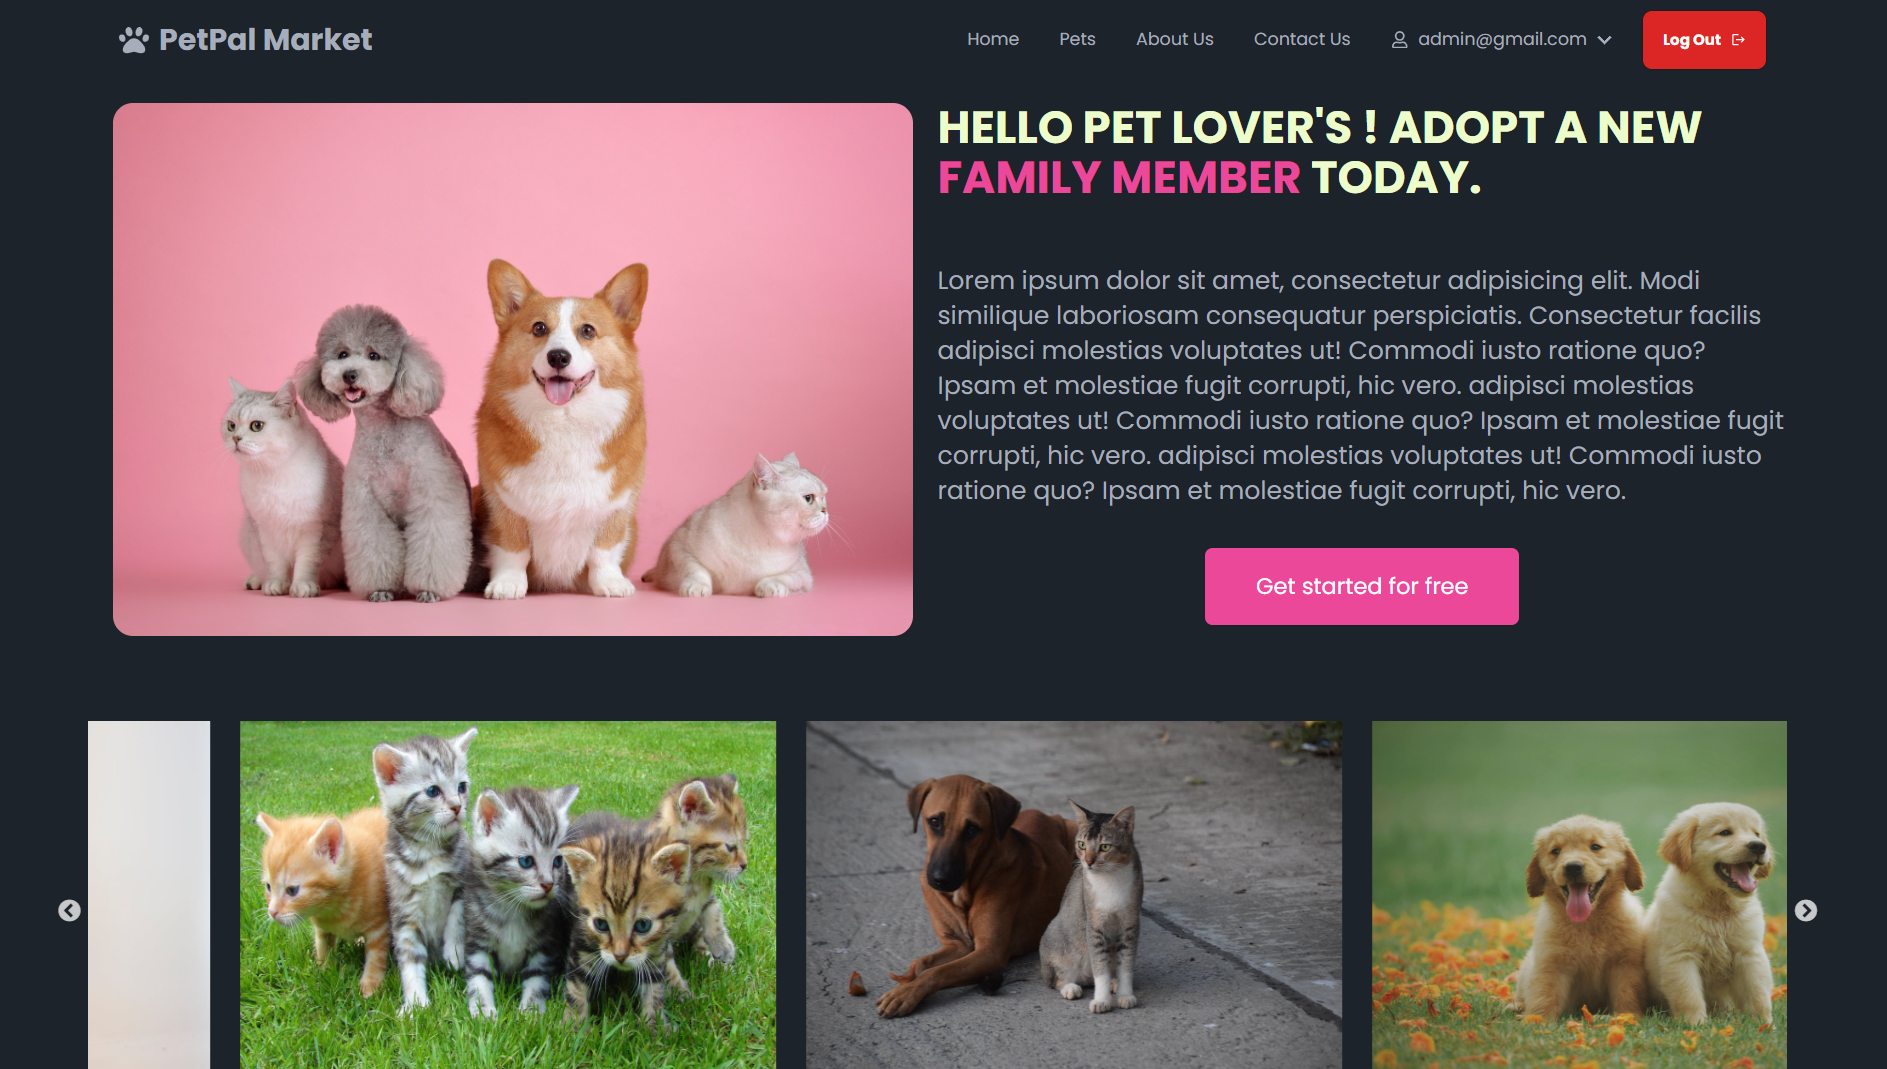 PetPal Market
Home
Pets
About Us
Contact Us
admin@gmail.com
Log Out
HELLO PET LOVER'S ! ADOPT A NEW
FAMILY MEMBER TODAY.
Lorem ipsum dolor sit amet, consectetur adipisicing elit. Modi
similique laboriosam consequatur perspiciatis. Consectetur facilis
adipisci molestias voluptates ut! Commodi iusto ratione quo?
Ipsam et molestiae fugit corrupti, hic vero. adipisci molestias
voluptates ut! Commodi iusto ratione quo? Ipsam et molestiae fugit
corrupti, hic vero. adipisci molestias voluptates ut! Commodi iusto
ratione quo? Ipsam et molestiae fugit corrupti, hic vero.
Get started for free